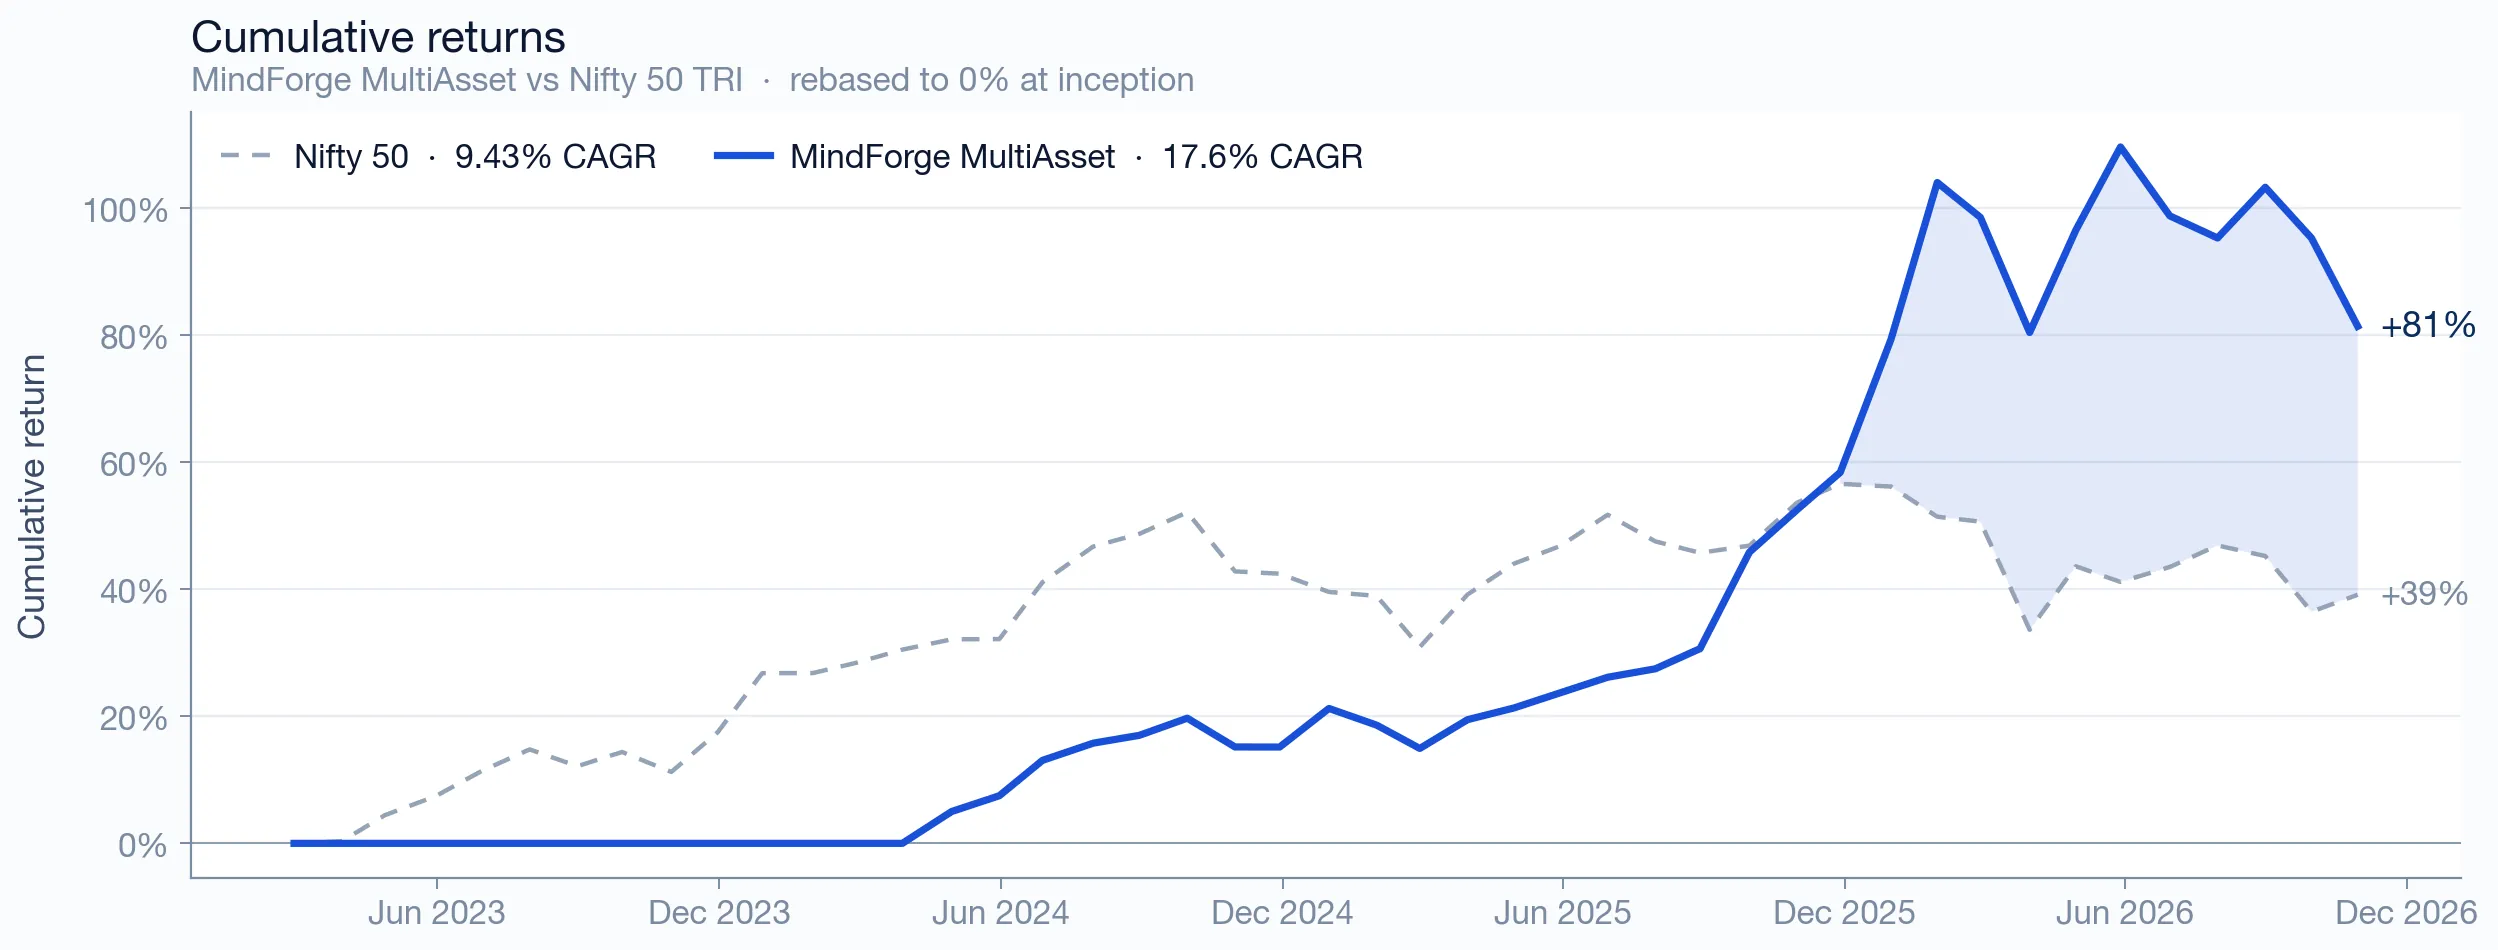 Cumulative returns
MindForge MultiAsset vs Nifty 50 TRI · rebased to 0% at inception
Nifty 50 · 9.43% CAGR
MindForge MultiAsset · 17.6% CAGR
Cumulative return
100%
80%
60%
40%
20%
0%
+81%
+39%
Jun 2023
Dec 2023
Jun 2024
Dec 2024
Jun 2025
Dec 2025
Jun 2026
Dec 2026